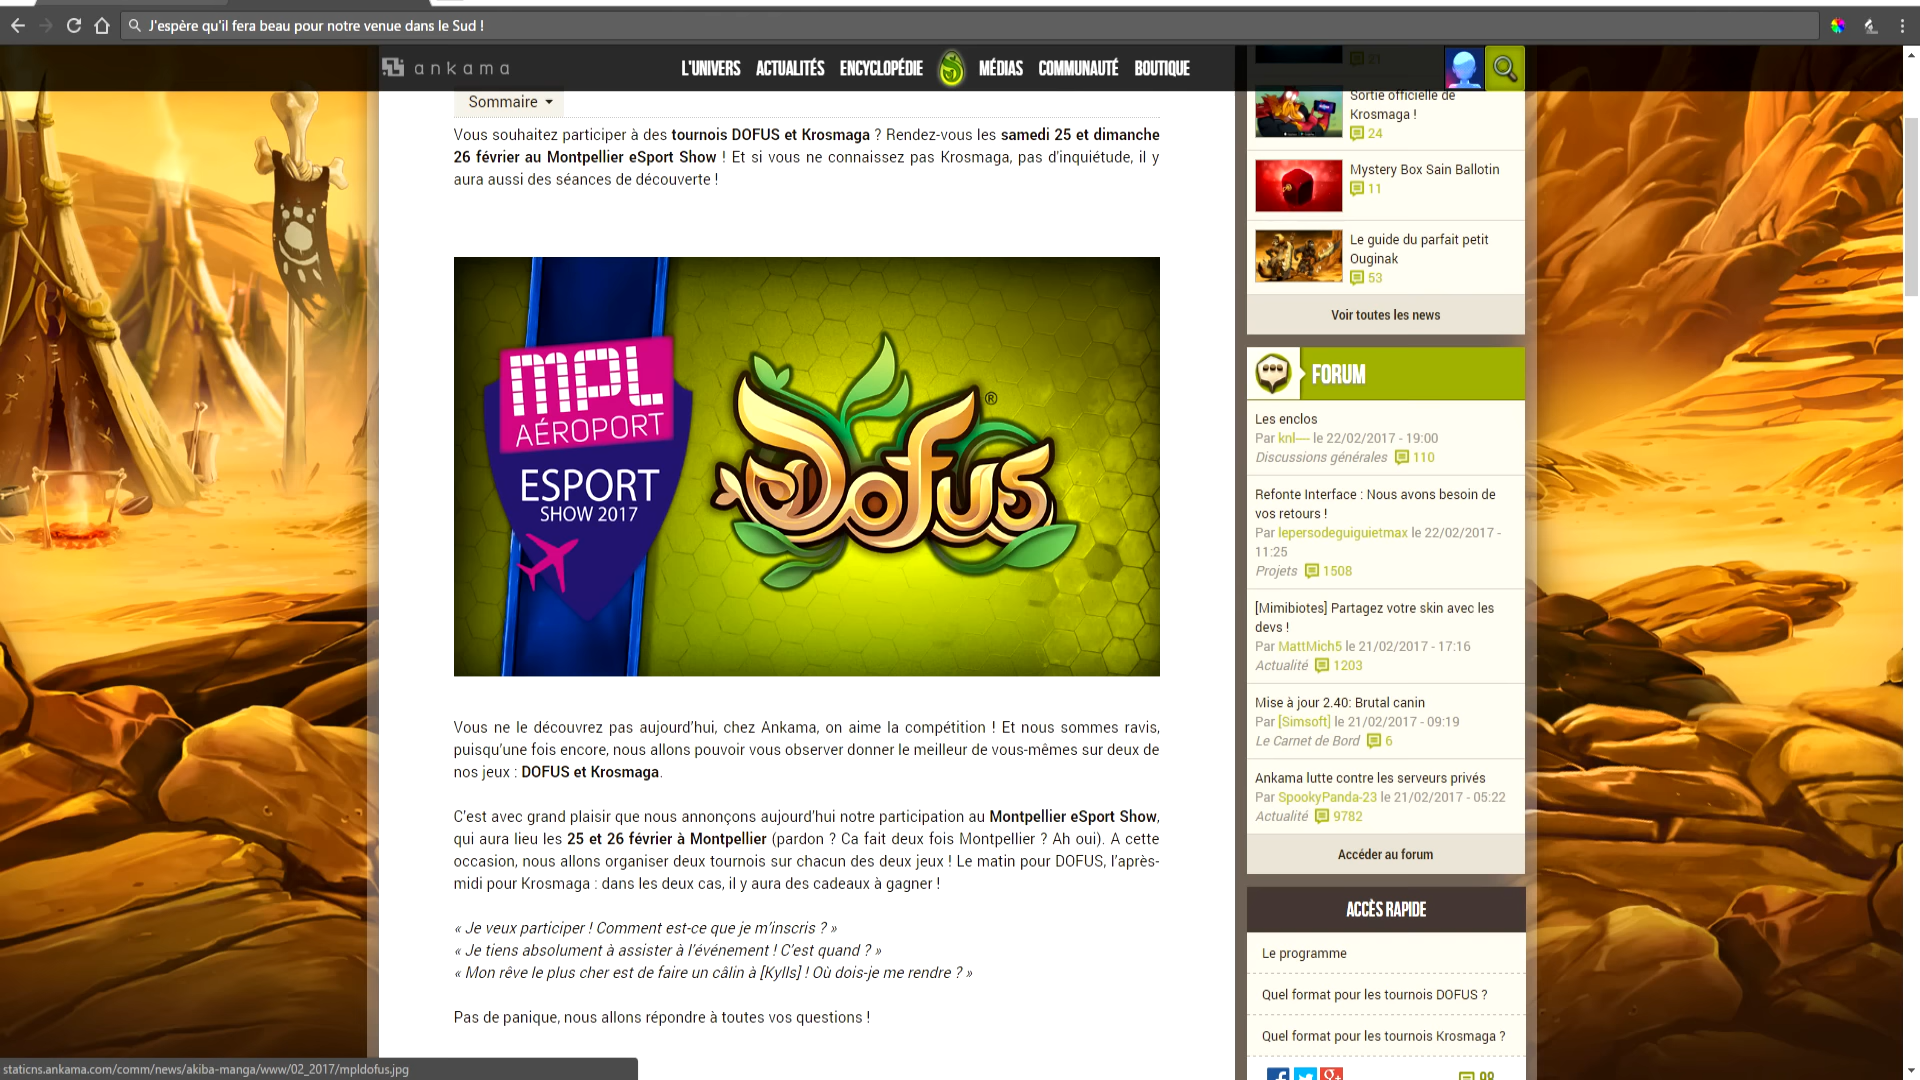 J'espère qu'il fera beau pour notre venue dans le Sud !
ankama
L'UNIVERS
ACTUALITÉS
ENCYCLOPÉDIE
MÉDIAS
COMMUNAUTÉ
BOUTIQUE
Sommaire
Vous souhaitez participer à des tournois DOFUS et Krosmaga ? Rendez-vous les samedi 25 et dimanche
26 février au Montpellier eSport Show ! Et si vous ne connaissez pas Krosmaga, pas d'inquiétude, il y
aura aussi des séances de découverte !
MPL
AÉROPORT
ESPORT
SHOW 2017
Dofus ®
Vous ne le découvrez pas aujourd’hui, chez Ankama, on aime la compétition ! Et nous sommes ravis,
puisqu’une fois encore, nous allons pouvoir vous observer donner le meilleur de vous-mêmes sur deux de
nos jeux : DOFUS et Krosmaga.
C’est avec grand plaisir que nous annonçons aujourd’hui notre participation au Montpellier eSport Show,
qui aura lieu les 25 et 26 février à Montpellier (pardon ? Ca fait deux fois Montpellier ? Ah oui). A cette
occasion, nous allons organiser deux tournois sur chacun des deux jeux ! Le matin pour DOFUS, l’après-
midi pour Krosmaga : dans les deux cas, il y aura des cadeaux à gagner !
« Je veux participer ! Comment est-ce que je m’inscris ? »
« Je tiens absolument à assister à l’événement ! C’est quand ? »
« Mon rêve le plus cher est de faire un câlin à [Kylls] ! Où dois-je me rendre ? »
Pas de panique, nous allons répondre à toutes vos questions !
21
Sortie officielle de
Krosmaga !
24
Mystery Box Sain Ballotin
11
Le guide du parfait petit
Ouginak
53
Voir toutes les news
FORUM
Les enclos
Par knl---- le 22/02/2017 - 19:00
Discussions générales 110
Refonte Interface : Nous avons besoin de
vos retours !
Par lepersodeguiguietmax le 22/02/2017 -
11:25
Projets 1508
[Mimibiotes] Partagez votre skin avec les
devs !
Par MattMich5 le 21/02/2017 - 17:16
Actualité 1203
Mise à jour 2.40: Brutal canin
Par [Simsoft] le 21/02/2017 - 09:19
Le Carnet de Bord 6
Ankama lutte contre les serveurs privés
Par SpookyPanda-23 le 21/02/2017 - 05:22
Actualité 9782
Accéder au forum
ACCÈS RAPIDE
Le programme
Quel format pour les tournois DOFUS ?
Quel format pour les tournois Krosmaga ?
98
staticns.ankama.com/comm/news/akiba-manga/www/02_2017/mpldofus.jpg